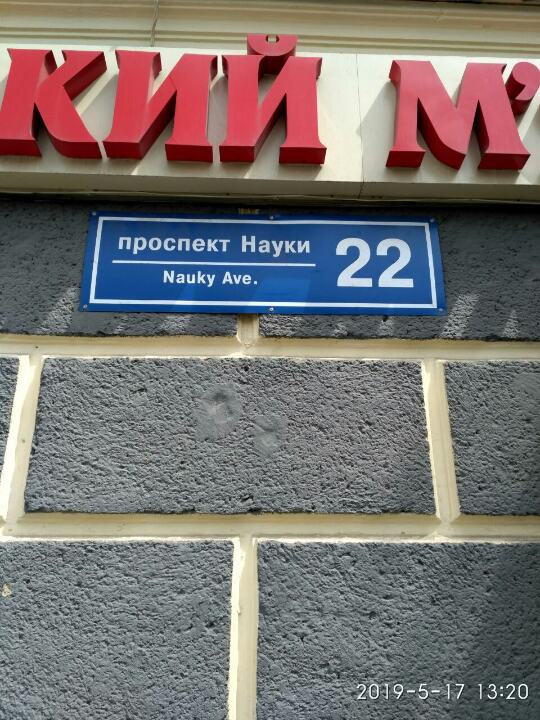 кий м'
проспект Науки
Nauky Ave.
22
2019-5-17 13:20